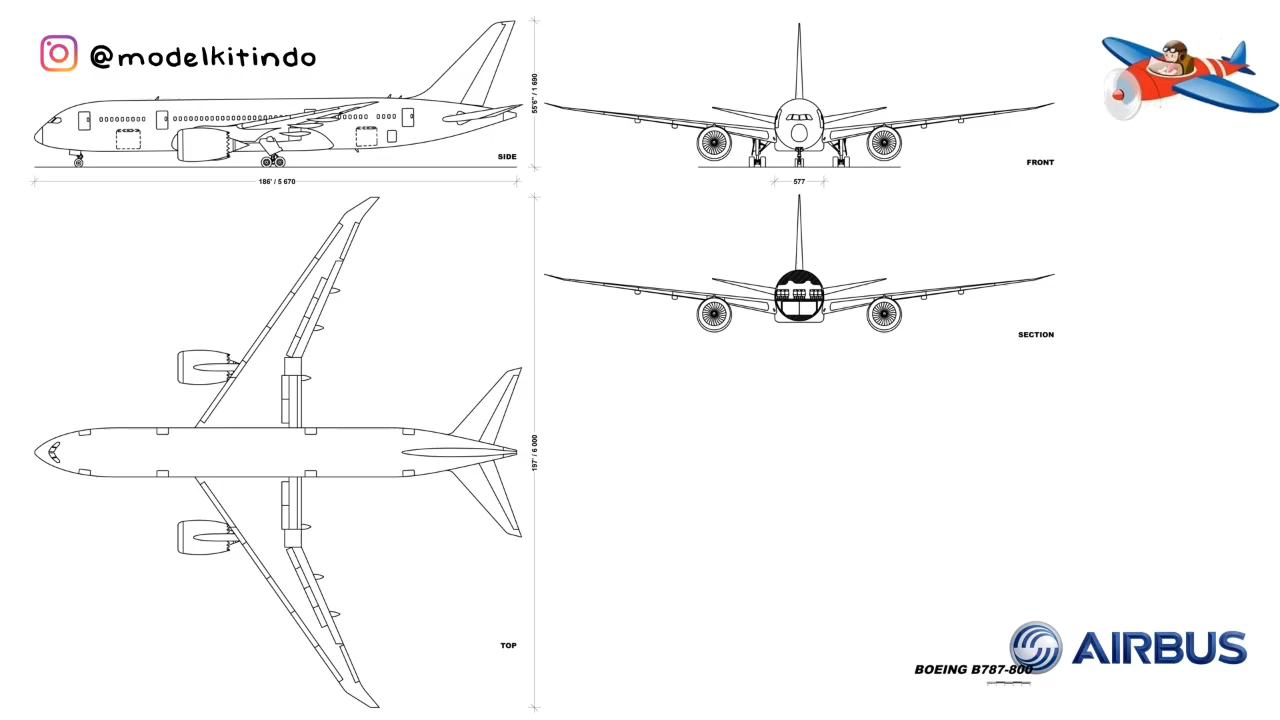 @modelkitindo
55'6" / 1 690
SIDE
FRONT
186' / 5 670
577
SECTION
197' / 6 000
TOP
AIRBUS
BOEING B787-800